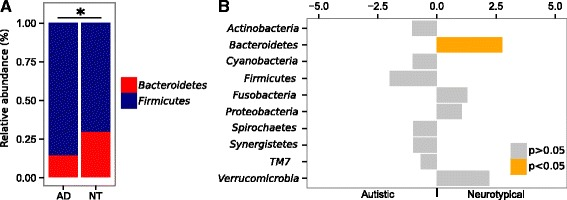 A
*
Relative abundance (%)
1.00
0.75
0.50
0.25
0.00
AD NT
Bacteroidetes
Firmicutes
B
−5.0 −2.5 0.0 2.5 5.0
Actinobacteria
Bacteroidetes
Cyanobacteria
Firmicutes
Fusobacteria
Proteobacteria
Spirochaetes
Synergistetes
TM7
Verrucomicrobia
p>0.05
p<0.05
Autistic Neurotypical